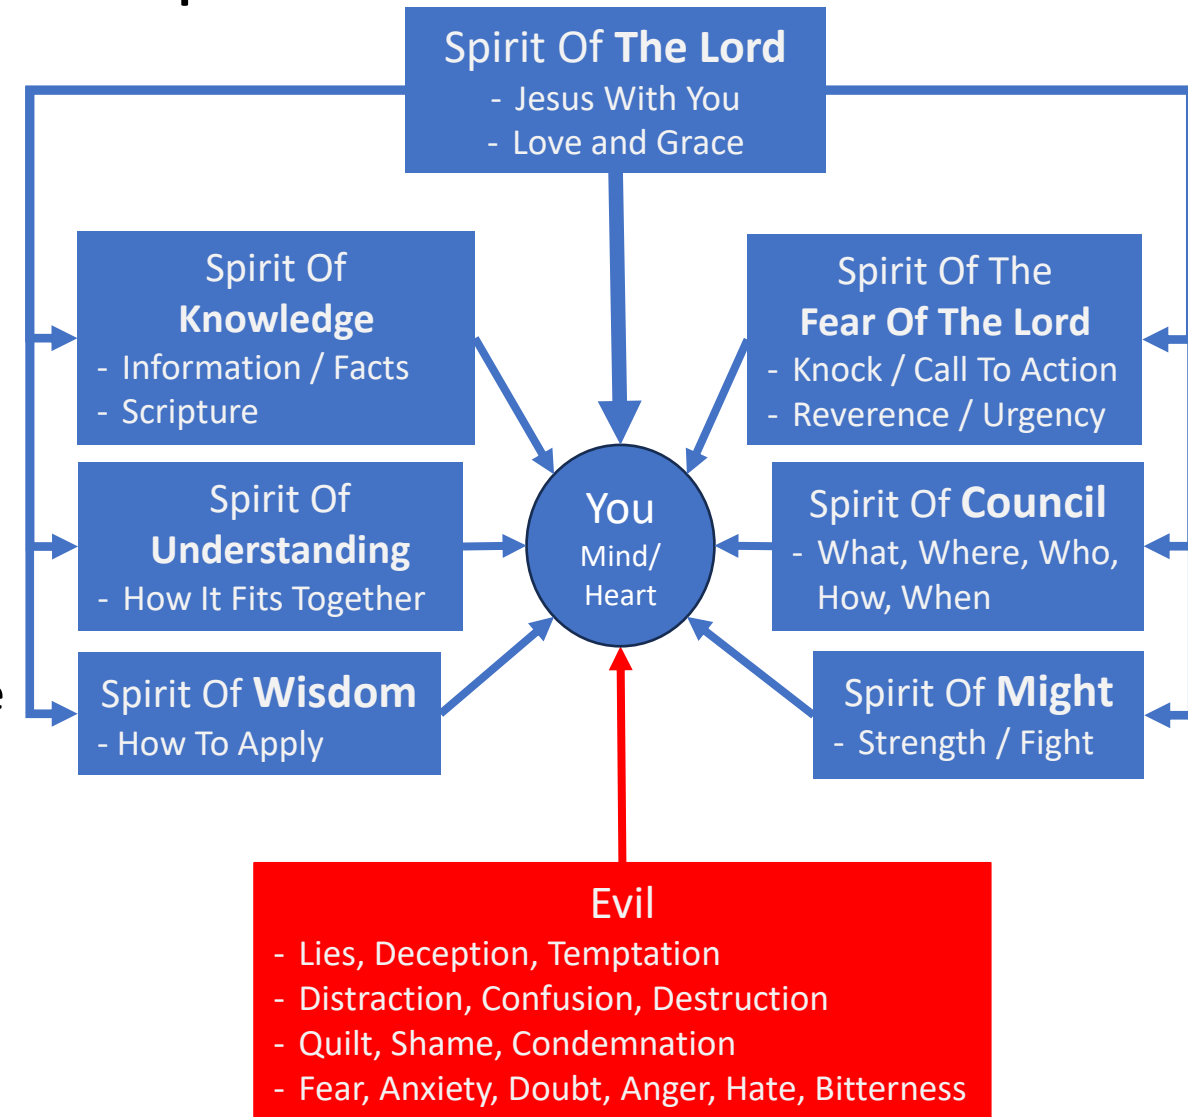 Spirit Of The Lord
- Jesus With You
- Love and Grace
Spirit Of
Knowledge
- Information / Facts
- Scripture
Spirit Of The
Fear Of The Lord
- Knock / Call To Action
- Reverence / Urgency
Spirit Of
Understanding
- How It Fits Together
You
Mind/
Heart
Spirit Of Council
- What, Where, Who,
How, When
Spirit Of Wisdom
- How To Apply
Spirit Of Might
- Strength / Fight
Evil
- Lies, Deception, Temptation
- Distraction, Confusion, Destruction
- Quilt, Shame, Condemnation
- Fear, Anxiety, Doubt, Anger, Hate, Bitterness